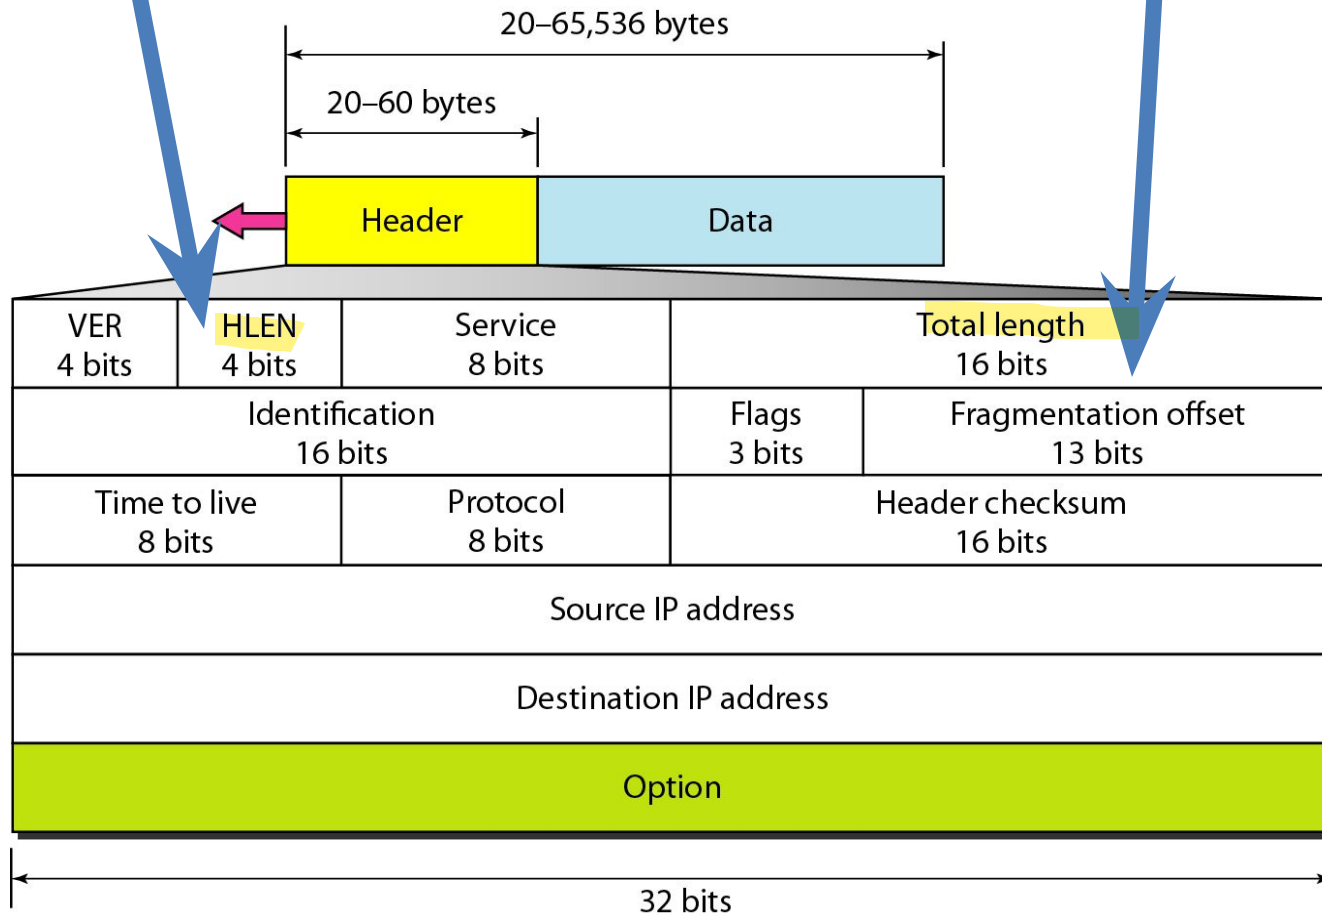 20–65,536 bytes
20–60 bytes
Header
Data
VER
4 bits
HLEN
4 bits
Service
8 bits
Total length
16 bits
Identification
16 bits
Flags
3 bits
Fragmentation offset
13 bits
Time to live
8 bits
Protocol
8 bits
Header checksum
16 bits
Source IP address
Destination IP address
Option
32 bits